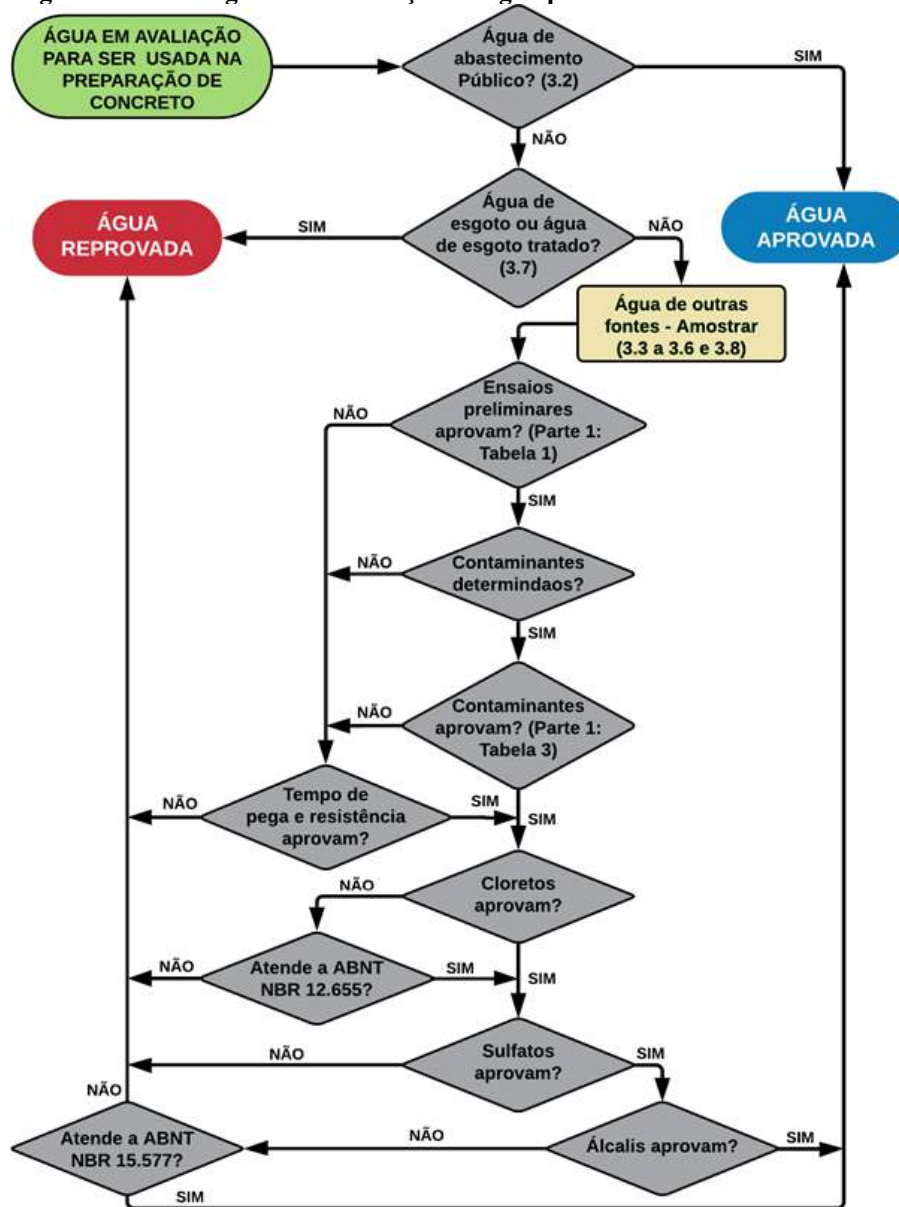 ÁGUA EM AVALIAÇÃO
PARA SER USADA NA
PREPARAÇÃO DE
CONCRETO
Água de
abastecimento
Público? (3.2)
SIM
NÃO
ÁGUA
REPROVADA
SIM
Água de
esgoto ou água
de esgoto tratado?
(3.7)
NÃO
ÁGUA
APROVADA
Água de outras
fontes - Amostrar
(3.3 a 3.6 e 3.8)
NÃO
Ensaios
preliminares
aprovam? (Parte 1:
Tabela 1)
SIM
NÃO
Contaminantes
determindaos?
SIM
NÃO
Contaminantes
aprovam? (Parte 1:
Tabela 3)
SIM
NÃO
Tempo de
pega e resistência
aprovam?
SIM
NÃO
Cloretos
aprovam?
NÃO
Atende a ABNT
NBR 12.655?
SIM
SIM
NÃO
Sulfatos
aprovam?
SIM
NÃO
Atende a ABNT
NBR 15.577?
NÃO
Álcalis aprovam?
SIM
SIM